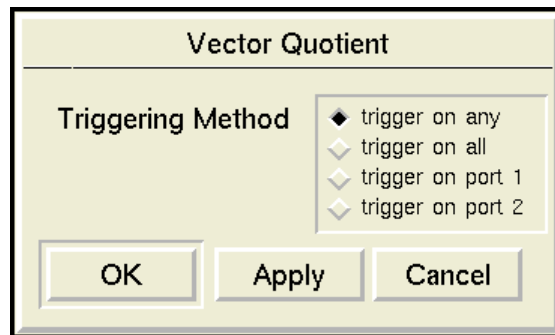 Vector Quotient
Triggering Method
trigger on any
trigger on all
trigger on port 1
trigger on port 2
OK
Apply
Cancel